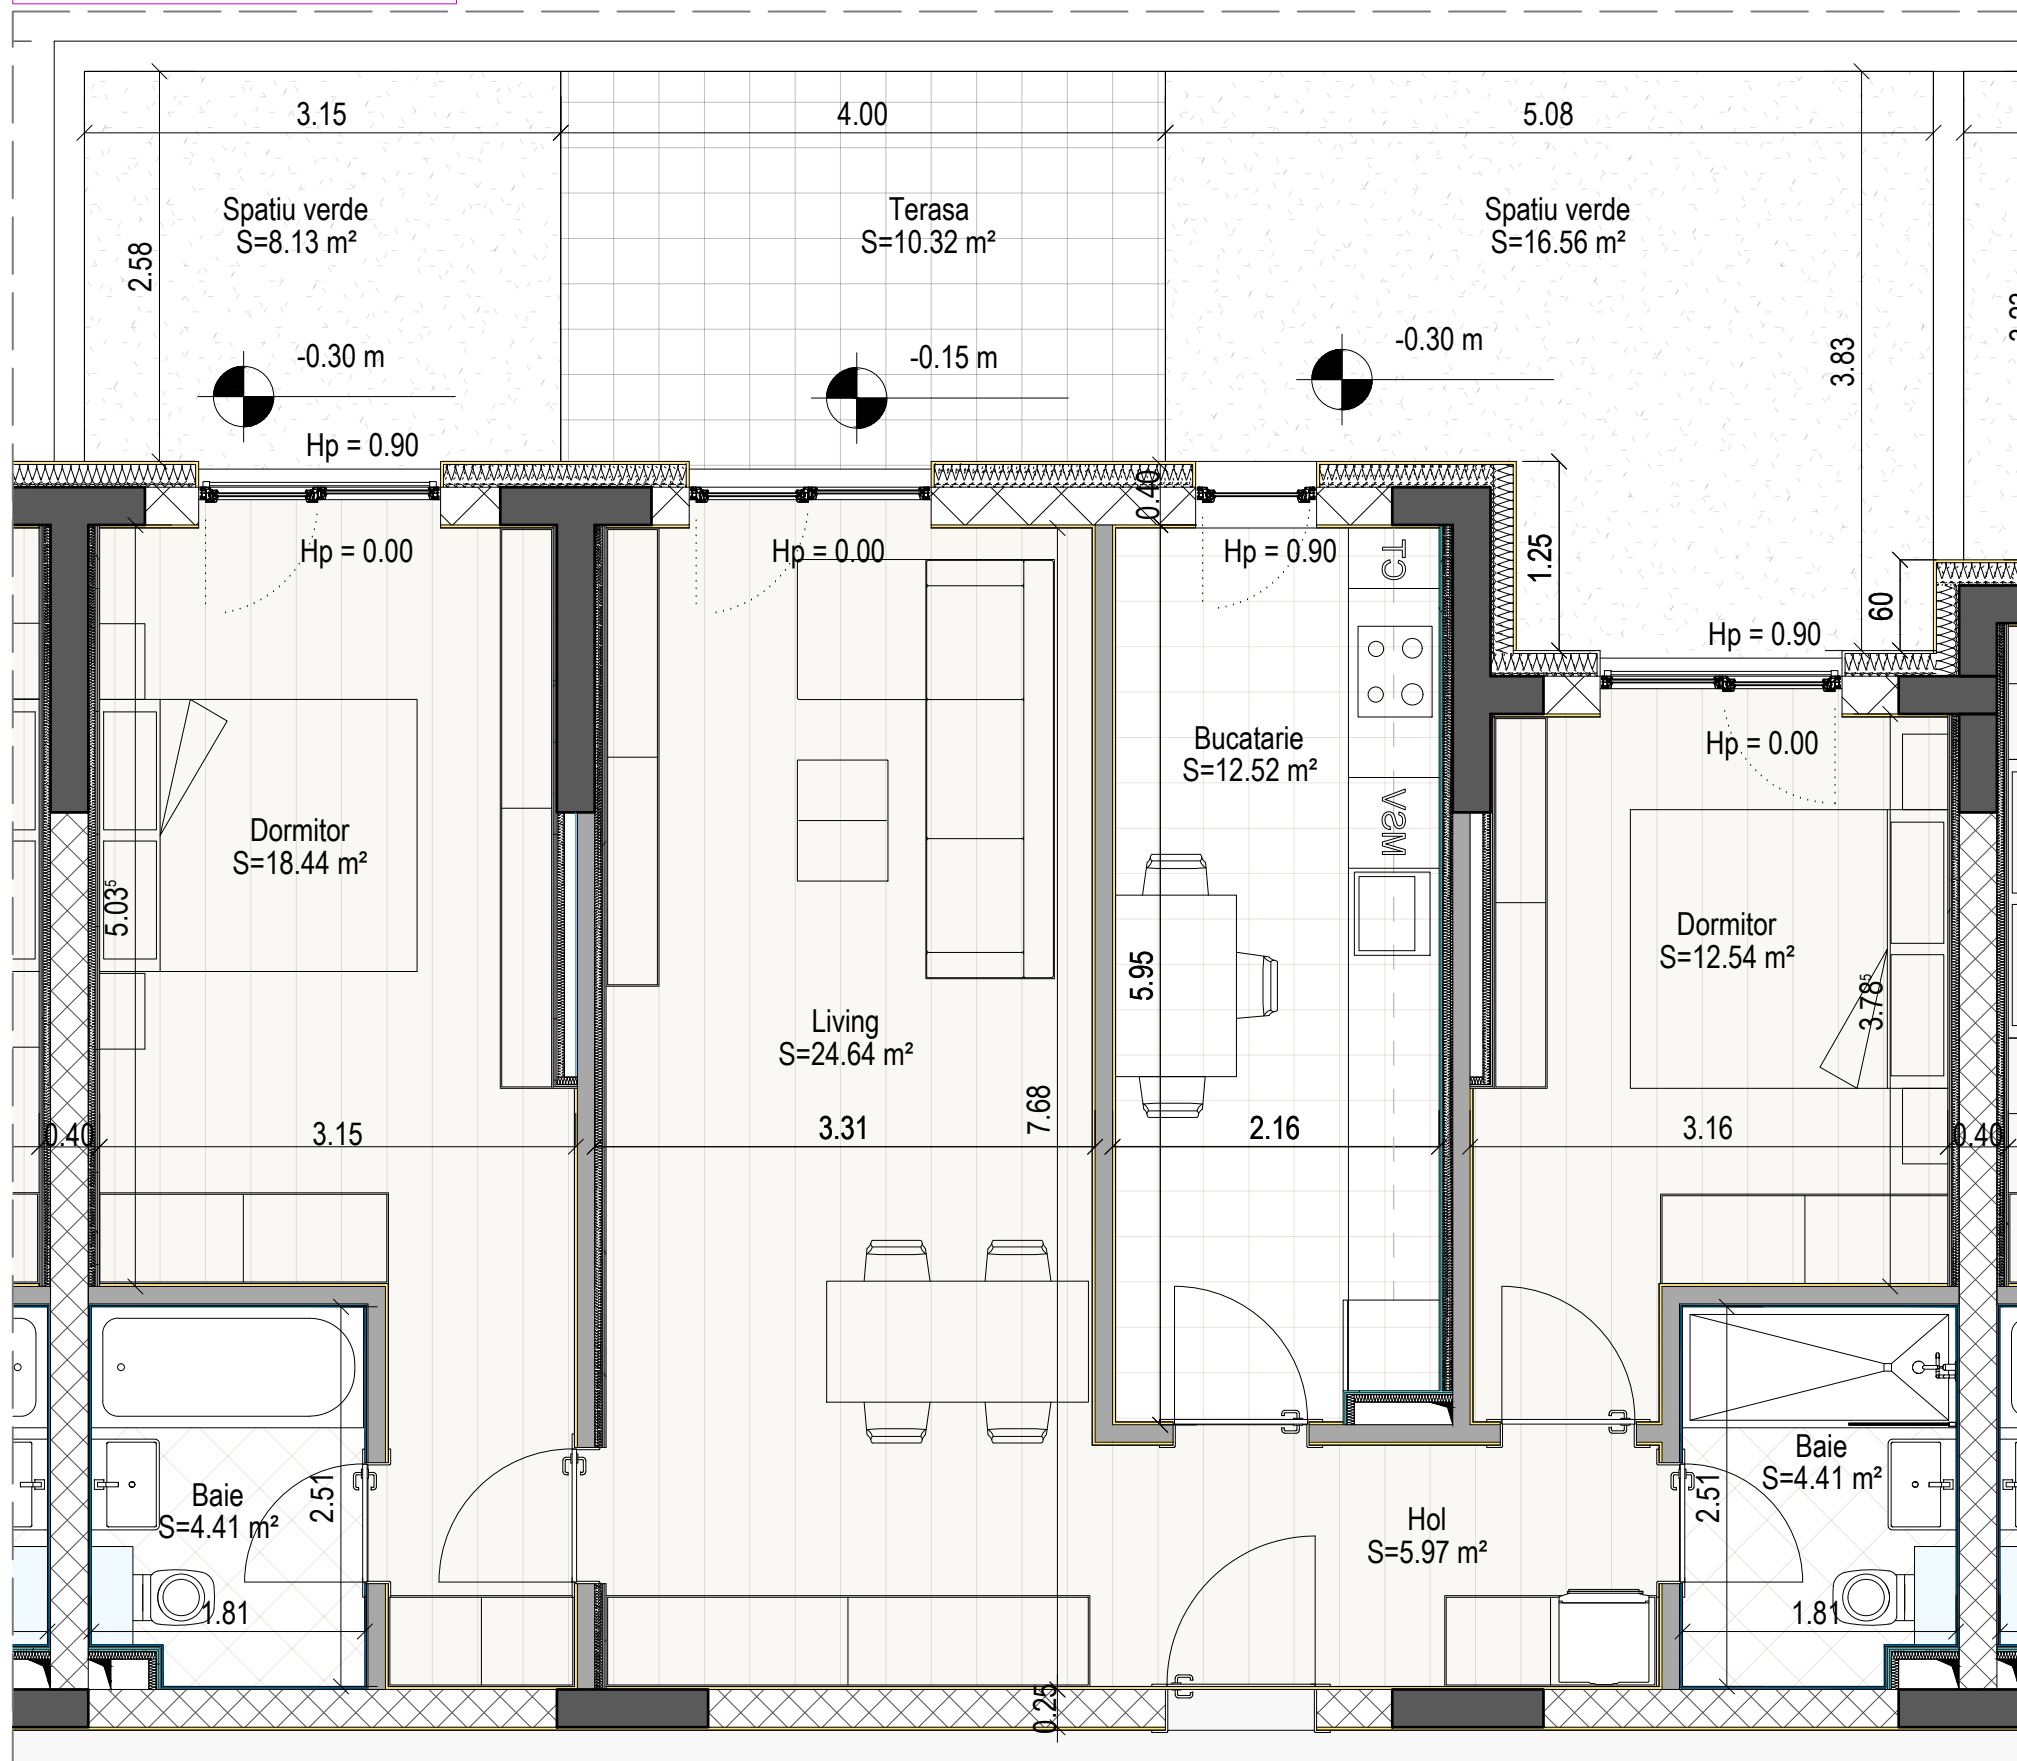 3.15
4.00
5.08
Spatiu verde
S=8.13 m²
Terasa
S=10.32 m²
Spatiu verde
S=16.56 m²
2.58
3.83
-0.30 m
-0.15 m
-0.30 m
Hp = 0.90
0.40
Hp = 0.00
Hp = 0.00
Hp = 0.90
CT
1.25
60
Hp = 0.90
Hp = 0.00
Bucatarie
S=12.52 m²
MSV
Dormitor
S=18.44 m²
5.03⁵
Dormitor
S=12.54 m²
5.95
3.78⁵
Living
S=24.64 m²
7.68
0.40
3.15
3.31
2.16
3.16
0.40
Baie
S=4.41 m²
2.51
Hol
S=5.97 m²
Baie
S=4.41 m²
2.51
1.81
1.81
0.25